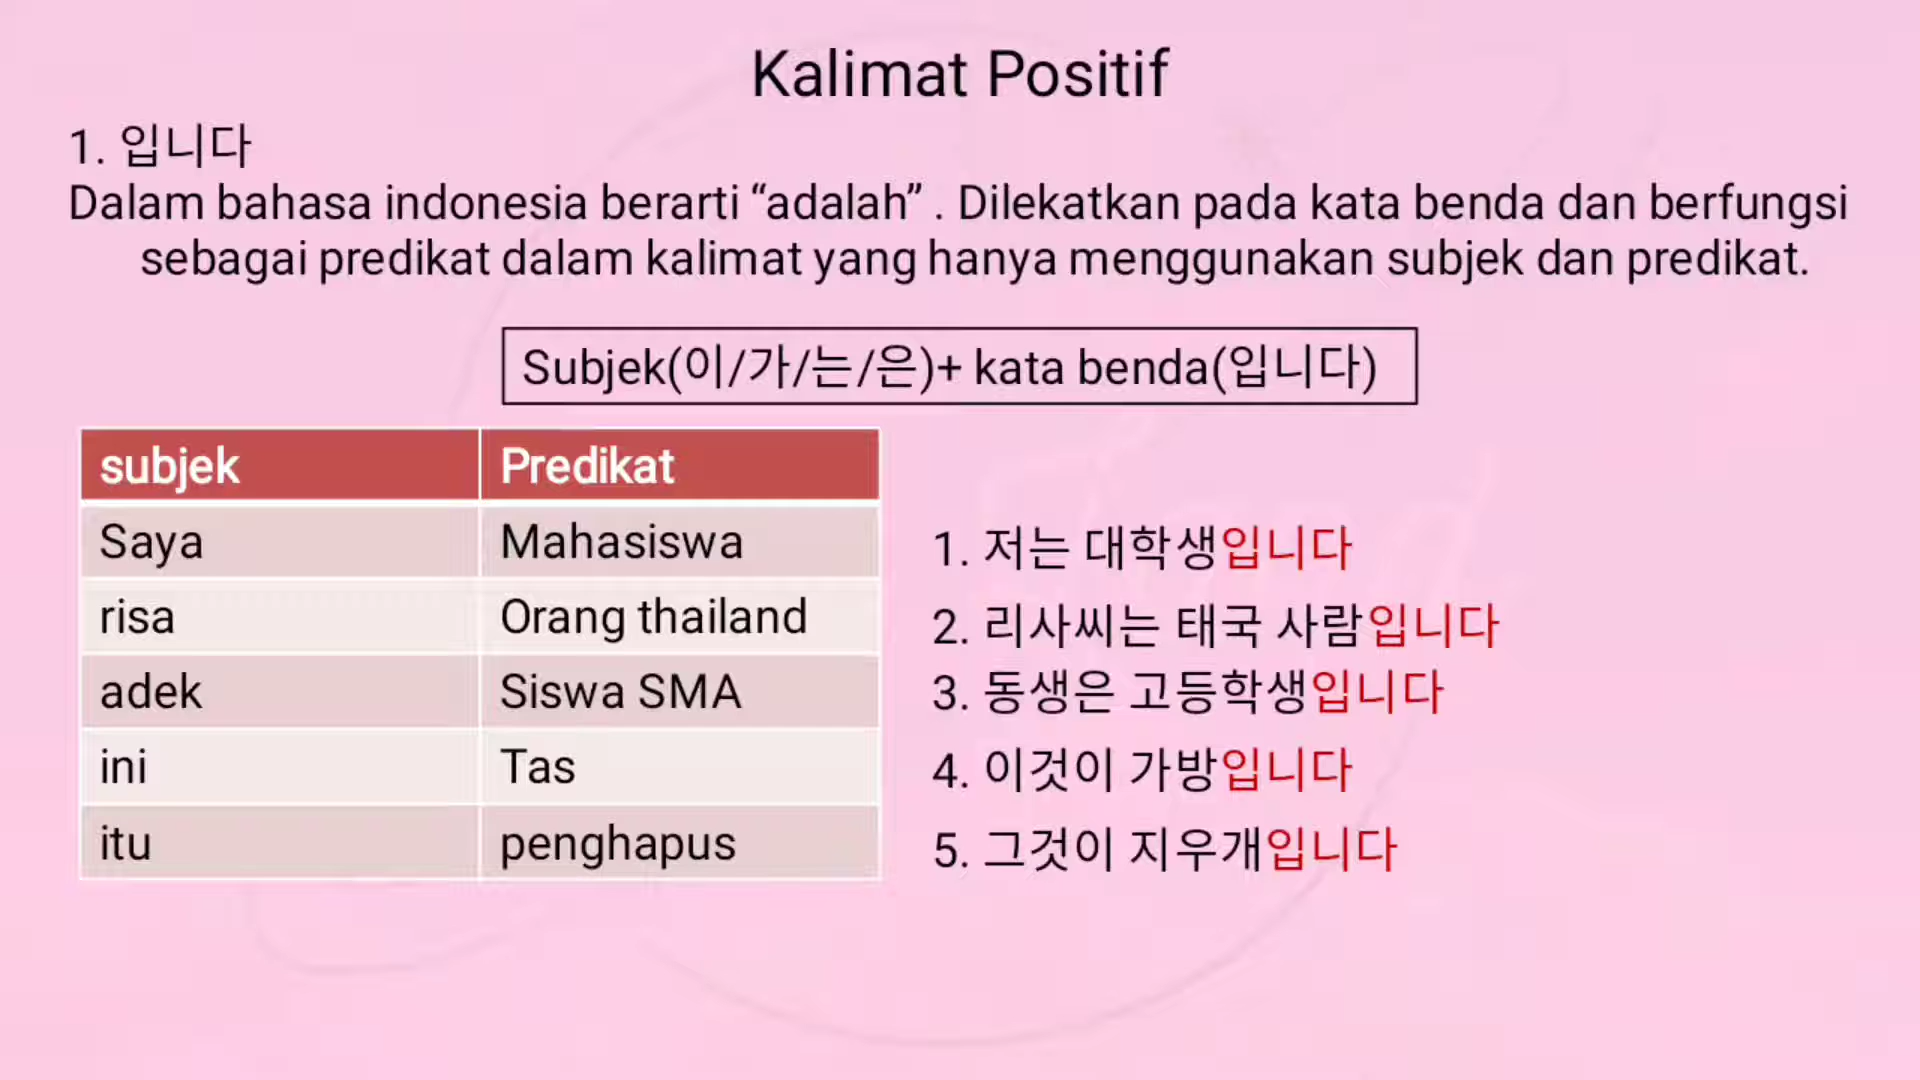 Kalimat Positif
1. 입니다
Dalam bahasa indonesia berarti “adalah” . Dilekatkan pada kata benda dan berfungsi
sebagai predikat dalam kalimat yang hanya menggunakan subjek dan predikat.
Subjek(이/가/는/은)+ kata benda(입니다)
subjek Predikat
Saya Mahasiswa
risa Orang thailand
adek Siswa SMA
ini Tas
itu penghapus
1. 저는 대학생입니다
2. 리사씨는 태국 사람입니다
3. 동생은 고등학생입니다
4. 이것이 가방입니다
5. 그것이 지우개입니다